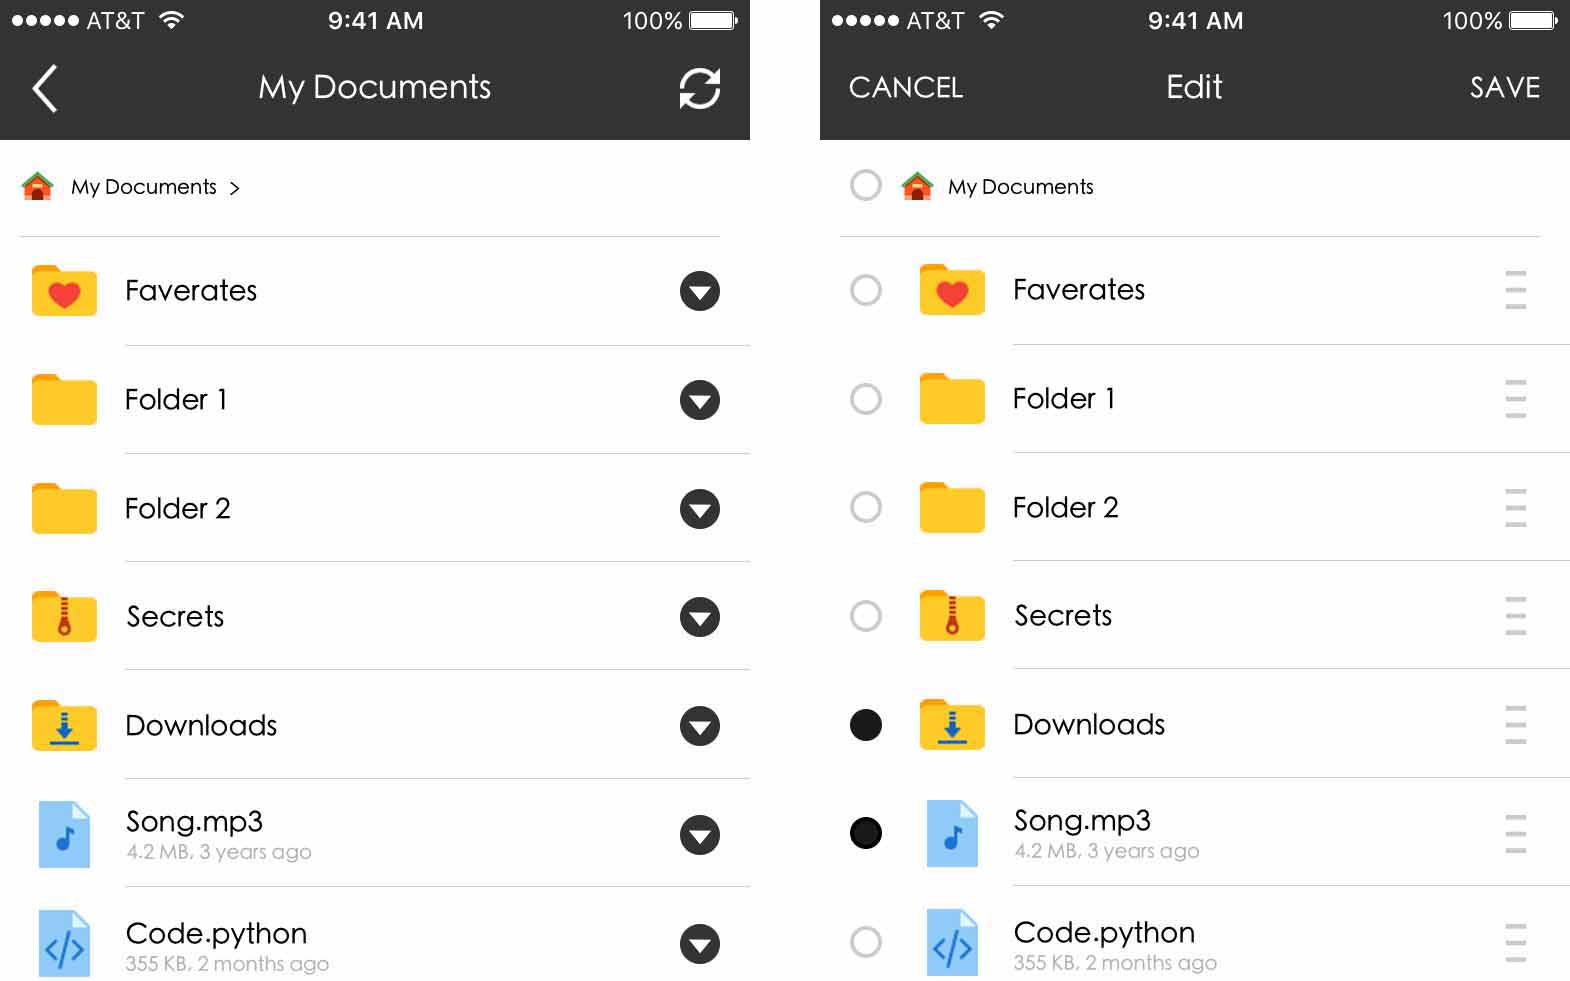 AT&T 9:41 AM 100%
My Documents
My Documents >
Faverates
Folder 1
Folder 2
Secrets
Downloads
Song.mp3
4.2 MB, 3 years ago
Code.python
355 KB, 2 months ago
AT&T 9:41 AM 100%
CANCEL Edit SAVE
My Documents
Faverates
Folder 1
Folder 2
Secrets
Downloads
Song.mp3
4.2 MB, 3 years ago
Code.python
355 KB, 2 months ago